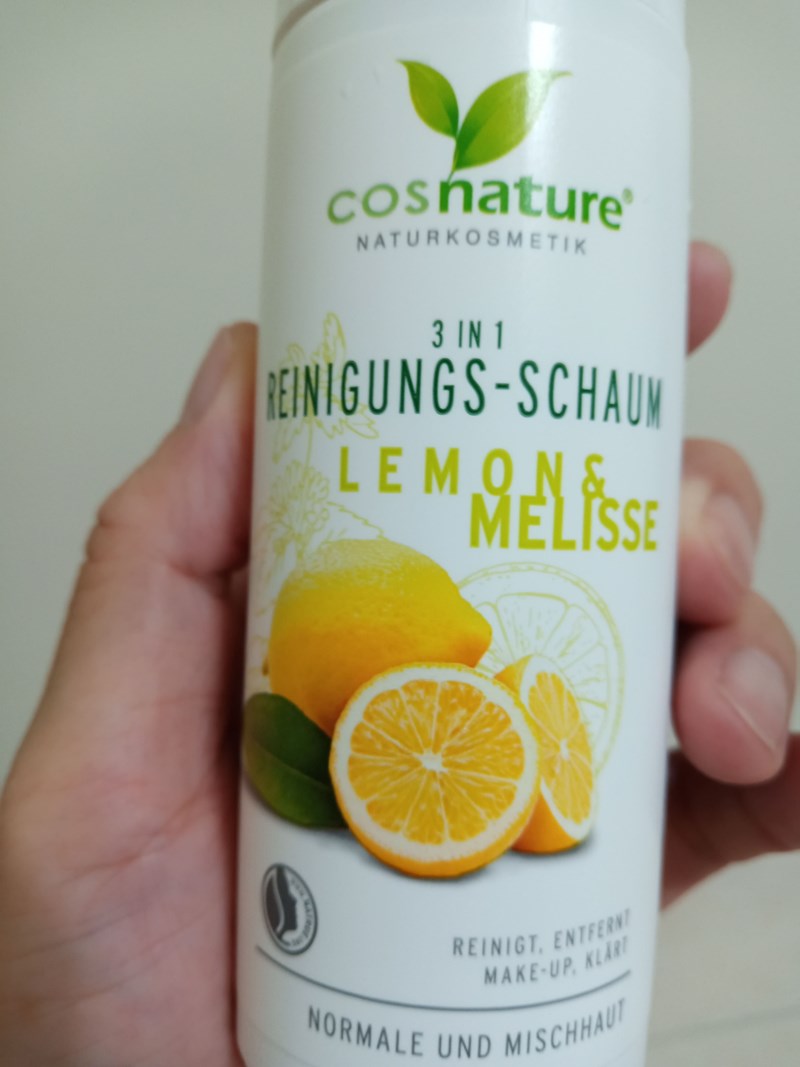 cosnature®
NATURKOSMETIK
3 IN 1
REINIGUNGS-SCHAUM
LEMON &
MELISSE
REINIGT, ENTFERNT
MAKE-UP, KLÄRT
NORMALE UND MISCHHAUT